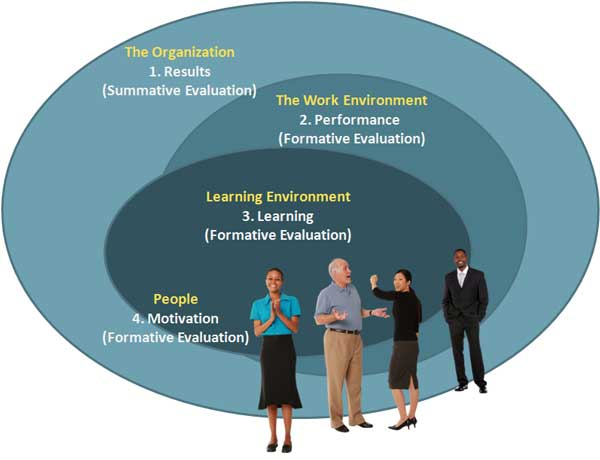 The Organization
1. Results
(Summative Evaluation)
The Work Environment
2. Performance
(Formative Evaluation)
Learning Environment
3. Learning
(Formative Evaluation)
People
4. Motivation
(Formative Evaluation)